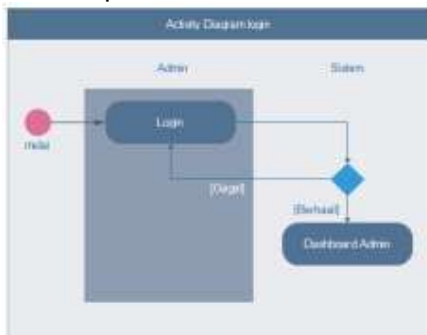 Activity Diagram login
Admin
Sistem
Login
mulai
[Gagal]
[Berhasil]
Dashboard Admin